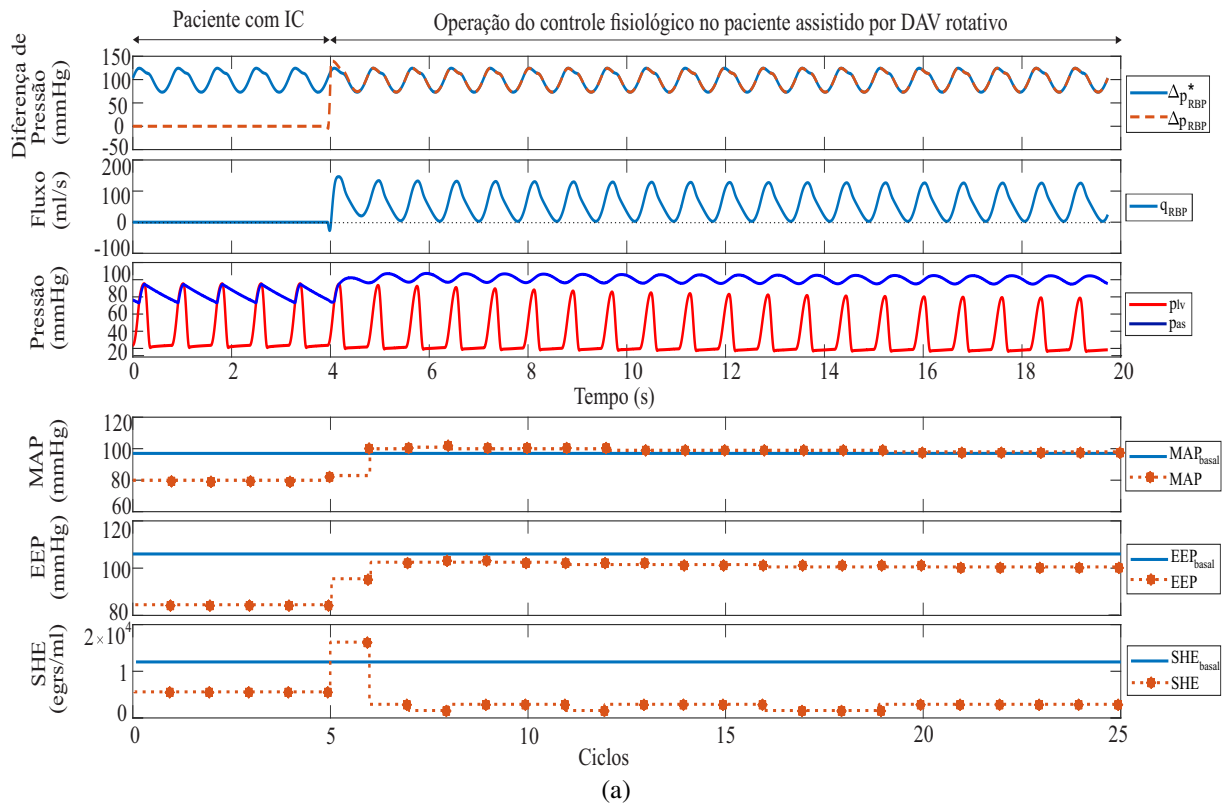 Paciente com IC
Operação do controle fisiológico no paciente assistido por DAV rotativo
Diferença de
Pressão
(mmHg)
150
100
50
0
-50
Δp*RBP
ΔpRBP
Fluxo
(ml/s)
200
100
0
-100
qRBP
Pressão
(mmHg)
100
80
60
40
20
plv
pas
0 2 4 6 8 10 12 14 16 18 20
Tempo (s)
MAP
(mmHg)
120
100
80
60
MAPbasal
MAP
EEP
(mmHg)
120
100
80
EEPbasal
EEP
SHE
(egrs/ml)
2 × 10^4
1
0
SHEbasal
SHE
0 5 10 15 20 25
Ciclos
(a)